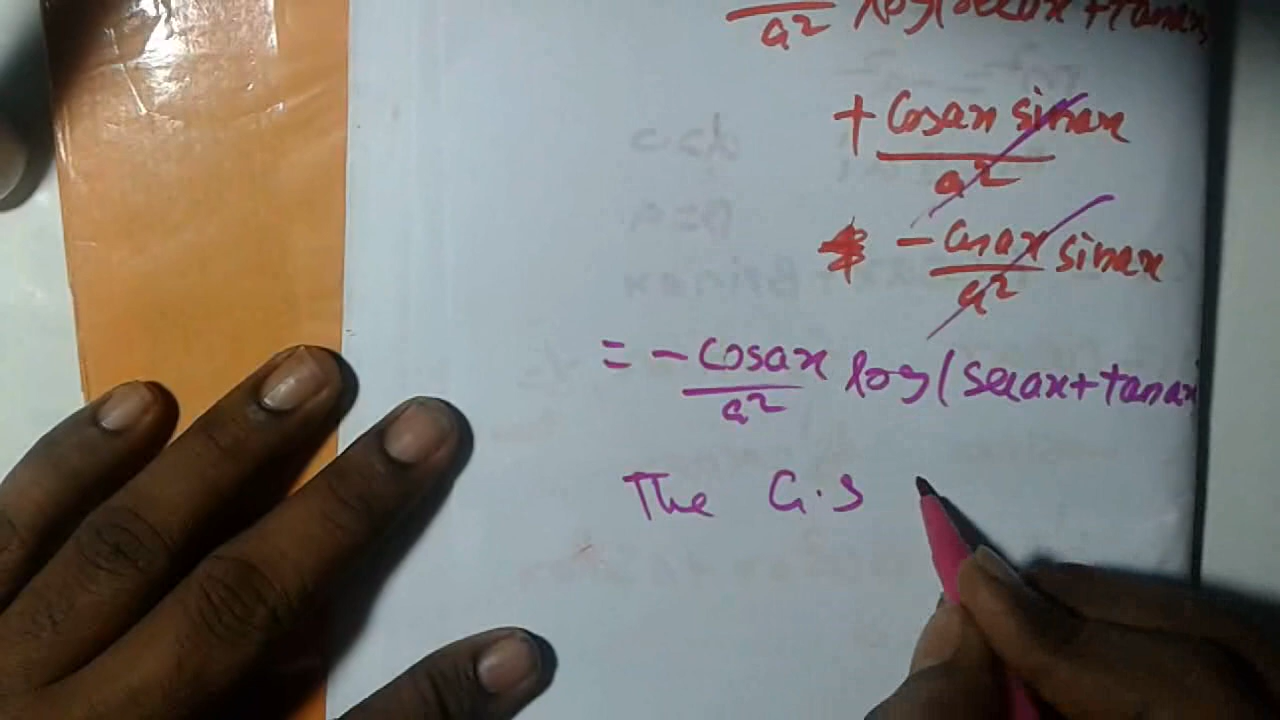 a² log(secax+tanax
+ cosax sinax
a²
- cosax sinax
a²
= - cosax log(secax+tanax
a²
The G.S